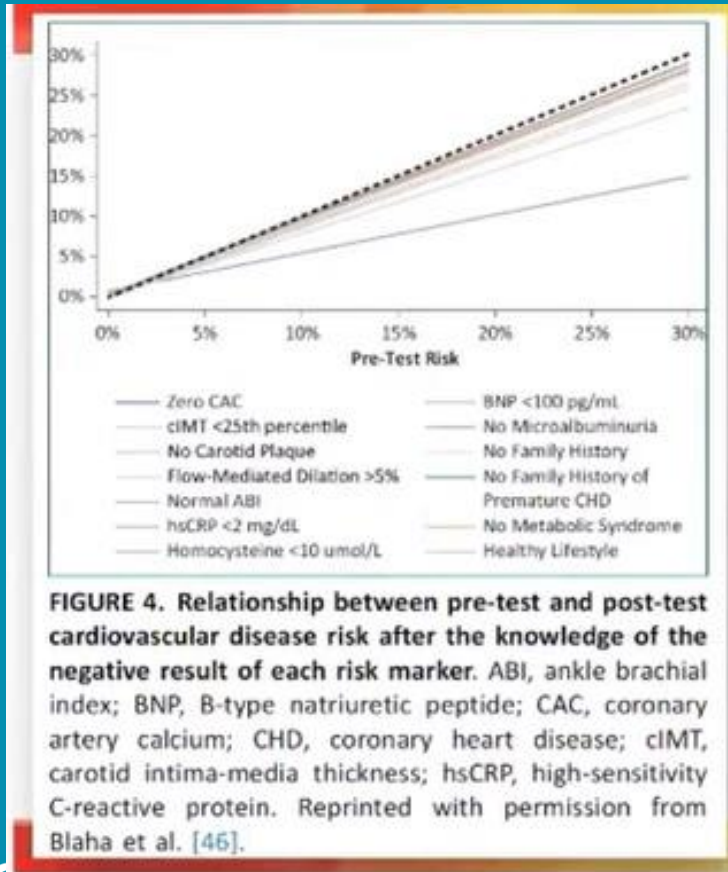 30%
25%
20%
15%
10%
5%
0%
0% 5% 10% 15% 20% 25% 30%
Pre-Test Risk
Zero CAC
cIMT <25th percentile
No Carotid Plaque
Flow-Mediated Dilation >5%
Normal ABI
hsCRP <2 mg/dL
Homocysteine <10 umol/L
BNP <100 pg/mL
No Microalbuminuria
No Family History
No Family History of
Premature CHD
No Metabolic Syndrome
Healthy Lifestyle
FIGURE 4. Relationship between pre-test and post-test
cardiovascular disease risk after the knowledge of the
negative result of each risk marker. ABI, ankle brachial
index; BNP, B-type natriuretic peptide; CAC, coronary
artery calcium; CHD, coronary heart disease; cIMT,
carotid intima-media thickness; hsCRP, high-sensitivity
C-reactive protein. Reprinted with permission from
Blaha et al. [46].